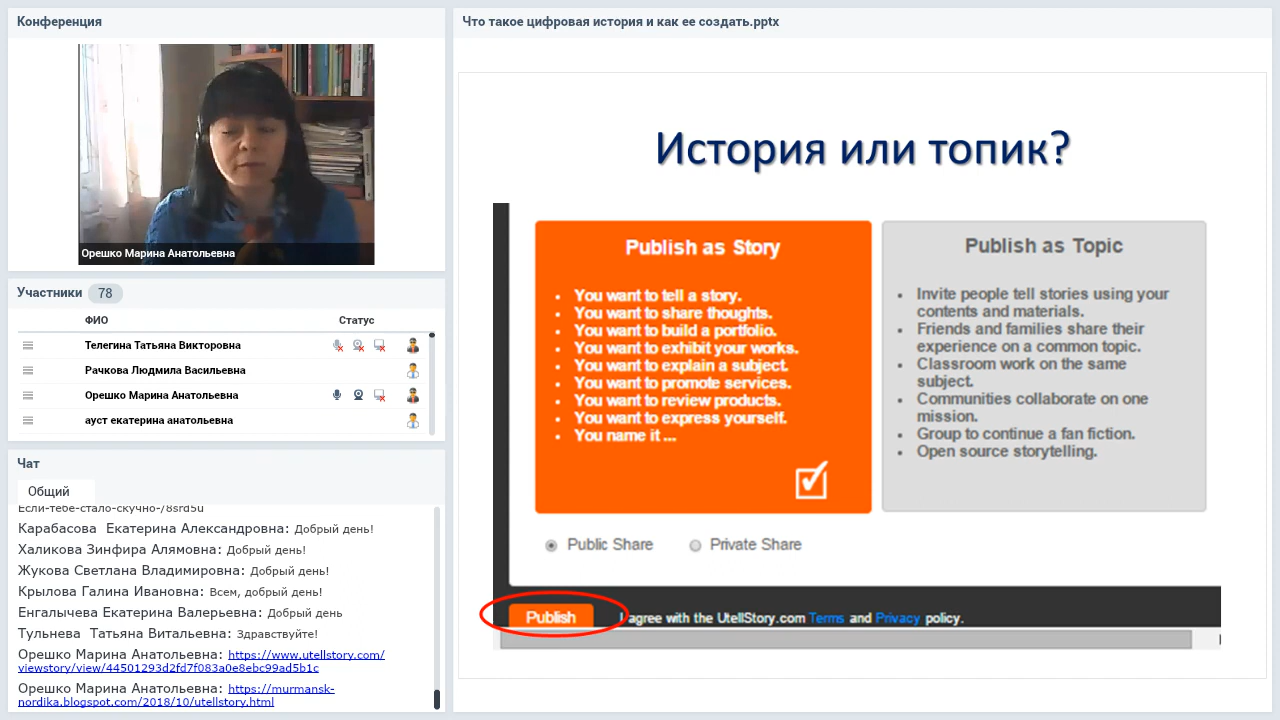 Конференция
Орешко Марина Анатольевна
Участники 78
ФИО Статус
Телегина Татьяна Викторовна
Рачкова Людмила Васильевна
Орешко Марина Анатольевна
ауст екатерина анатольевна
Чат
Общий
Если-тебе-стало-скучно-/8srd5u
Карабасова Екатерина Александровна: Добрый день!
Халикова Зинфира Алямовна: Добрый день!
Жукова Светлана Владимировна: Добрый день!
Крылова Галина Ивановна: Всем, добрый день!
Енгалычева Екатерина Валерьевна: Добрый день
Тульнева Татьяна Витальевна: Здравствуйте!
Орешко Марина Анатольевна: https://www.utellstory.com/
viewstory/view/44501293d2fd7f083a0e8ebc99ad5b1c
Орешко Марина Анатольевна: https://murmansk-
nordika.blogspot.com/2018/10/utellstory.html
Что такое цифровая история и как ее создать.pptx
История или топик?
Publish as Story
• You want to tell a story.
• You want to share thoughts.
• You want to build a portfolio.
• You want to exhibit your works.
• You want to explain a subject.
• You want to promote services.
• You want to review products.
• You want to express yourself.
• You name it ...
Publish as Topic
• Invite people tell stories using your
contents and materials.
• Friends and families share their
experience on a common topic.
• Classroom work on the same
subject.
• Communities collaborate on one
mission.
• Group to continue a fan fiction.
• Open source storytelling.
Public Share Private Share
Publish I agree with the UtellStory.com Terms and Privacy policy.